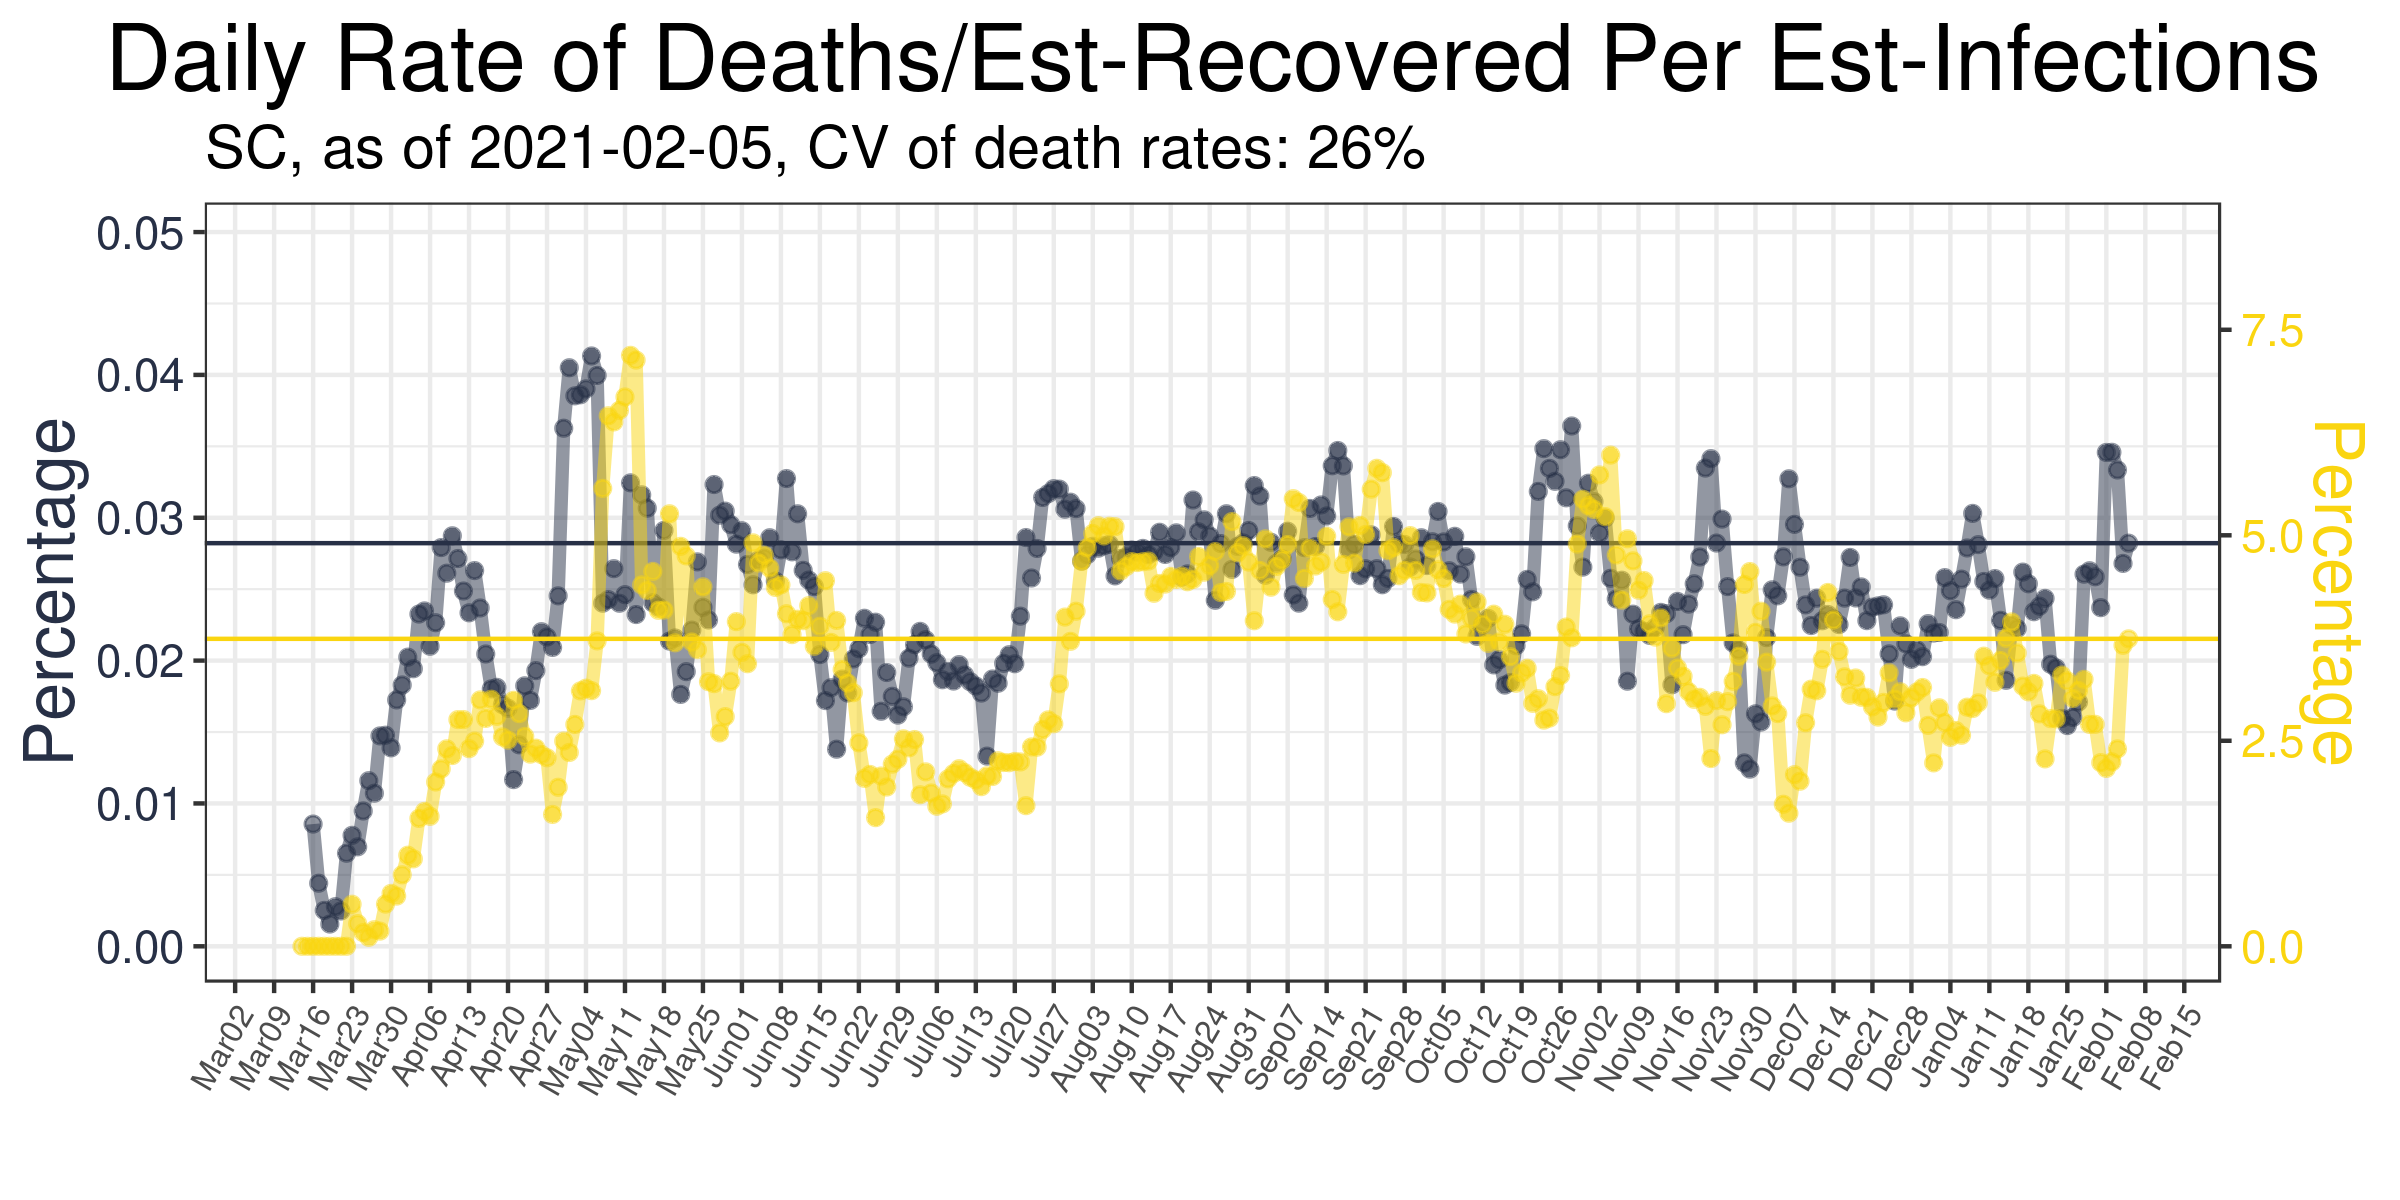 Daily Rate of Deaths/Est-Recovered Per Est-Infections
SC, as of 2021-02-05, CV of death rates: 26%
Percentage
0.05
0.04
0.03
0.02
0.01
0.00
7.5
5.0
2.5
0.0
Percentage
Mar02
Mar09
Mar16
Mar23
Mar30
Apr06
Apr13
Apr20
Apr27
May04
May11
May18
May25
Jun01
Jun08
Jun15
Jun22
Jun29
Jul06
Jul13
Jul20
Jul27
Aug03
Aug10
Aug17
Aug24
Aug31
Sep07
Sep14
Sep21
Sep28
Oct05
Oct12
Oct19
Oct26
Nov02
Nov09
Nov16
Nov23
Nov30
Dec07
Dec14
Dec21
Dec28
Jan04
Jan11
Jan18
Jan25
Feb01
Feb08
Feb15